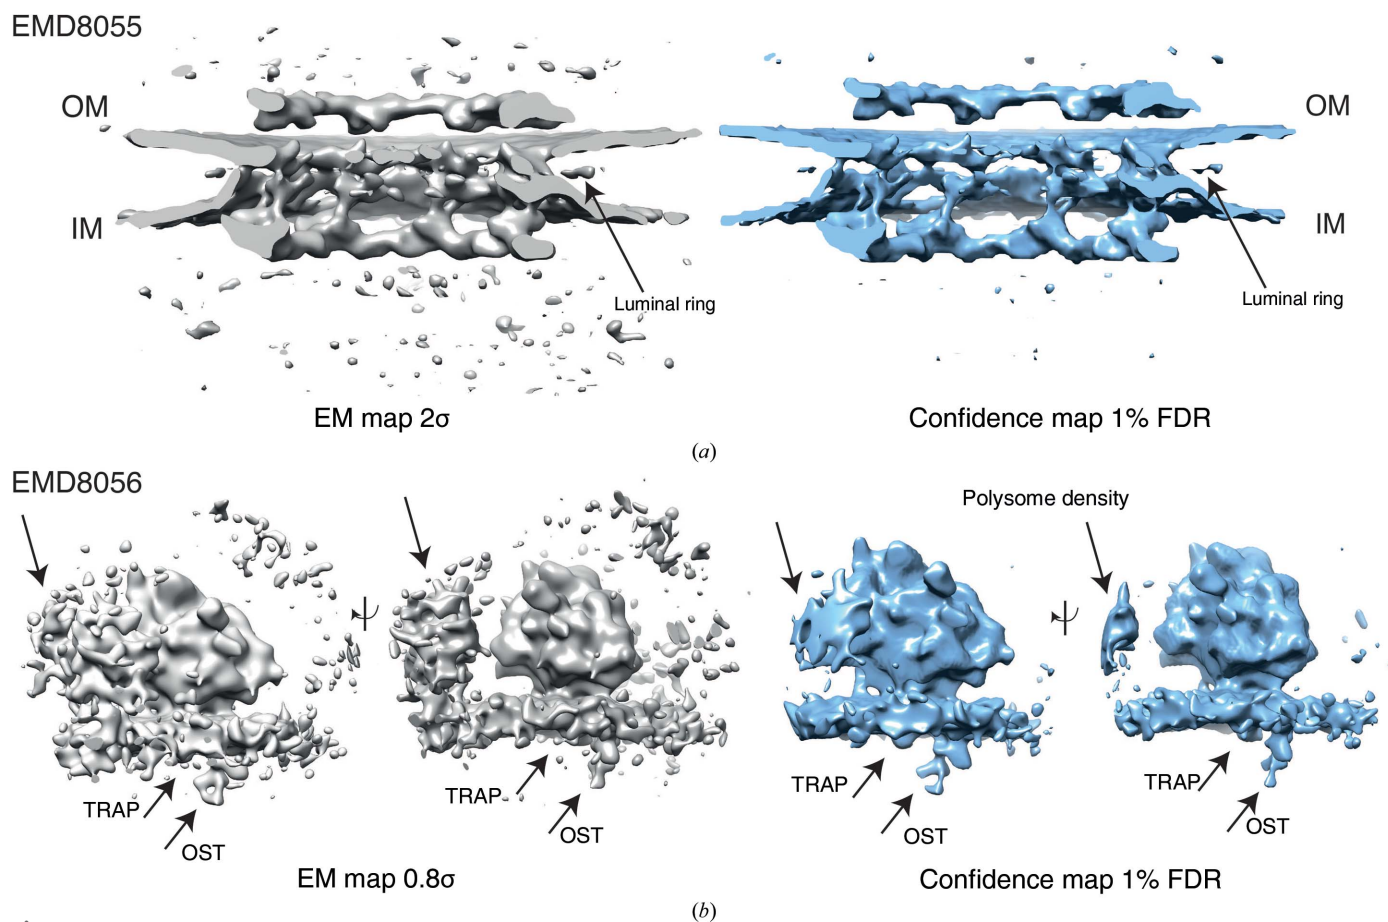 EMD8055
OM
OM
IM
IM
Luminal ring
Luminal ring
EM map 2σ
Confidence map 1% FDR
(a)
EMD8056
Polysome density
TRAP
OST
TRAP
OST
TRAP
OST
TRAP
OST
EM map 0.8σ
Confidence map 1% FDR
(b)